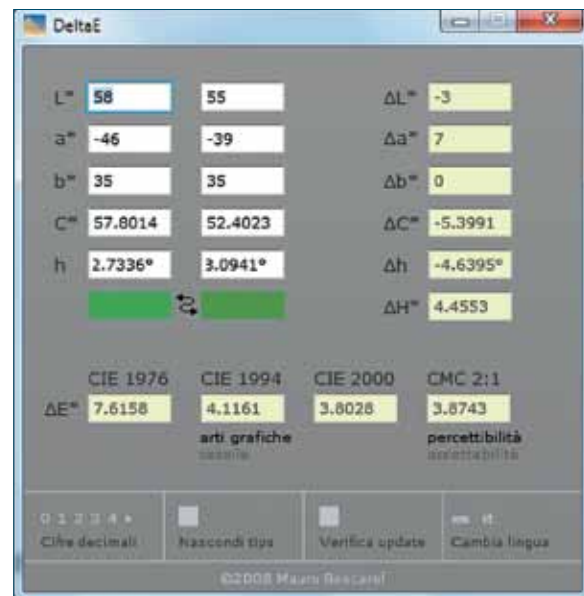 DeltaE
L* 58 55 ΔL* -3
a* -46 -39 Δa* 7
b* 35 35 Δb* 0
C* 57.8014 52.4023 ΔC* -5.3991
h 2.7336° 3.0941° Δh -4.6395°
ΔH* 4.4553
CIE 1976 CIE 1994 CIE 2000 CMC 2:1
ΔE* 7.6158 4.1161 3.8028 3.8743
arti grafiche percettibilità
tessile accettabilità
0 1 2 3 4 •
Cifre decimali Nascondi tips Verifica update Cambia lingua
en it
©2008 Mauro Boscarol